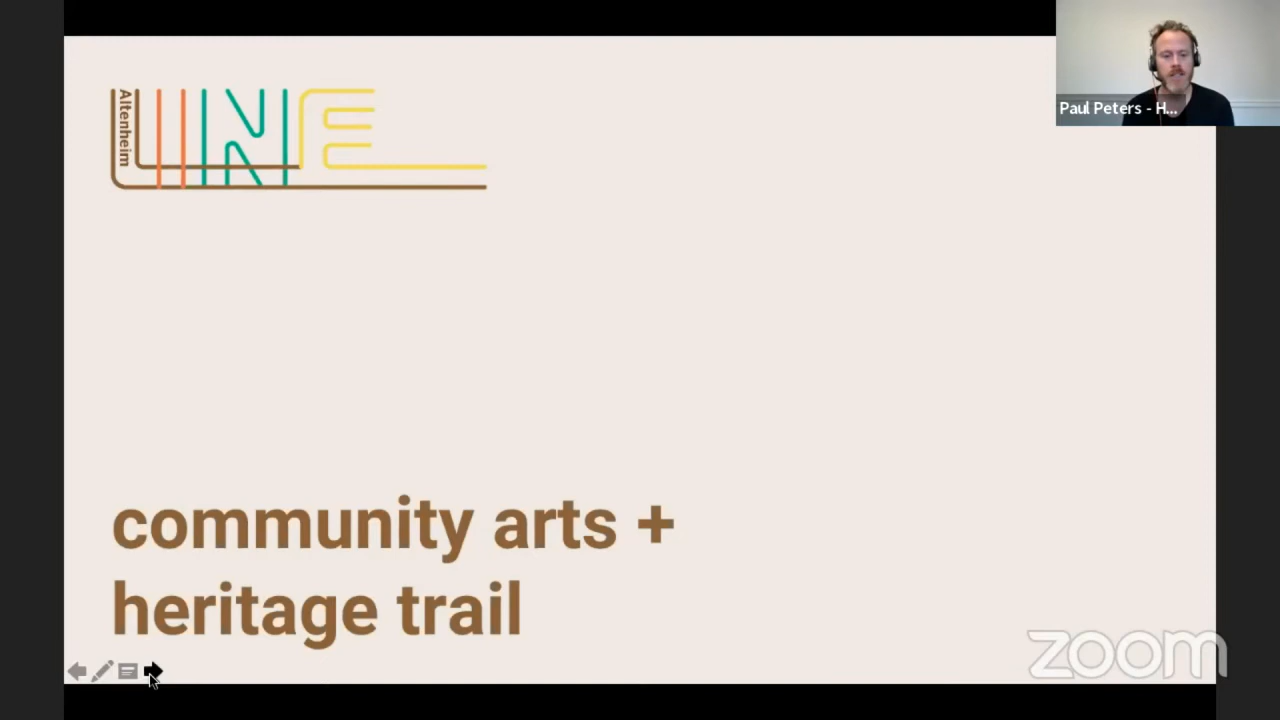 Altenheim
LINE
Paul Peters - H...
community arts +
heritage trail
zoom